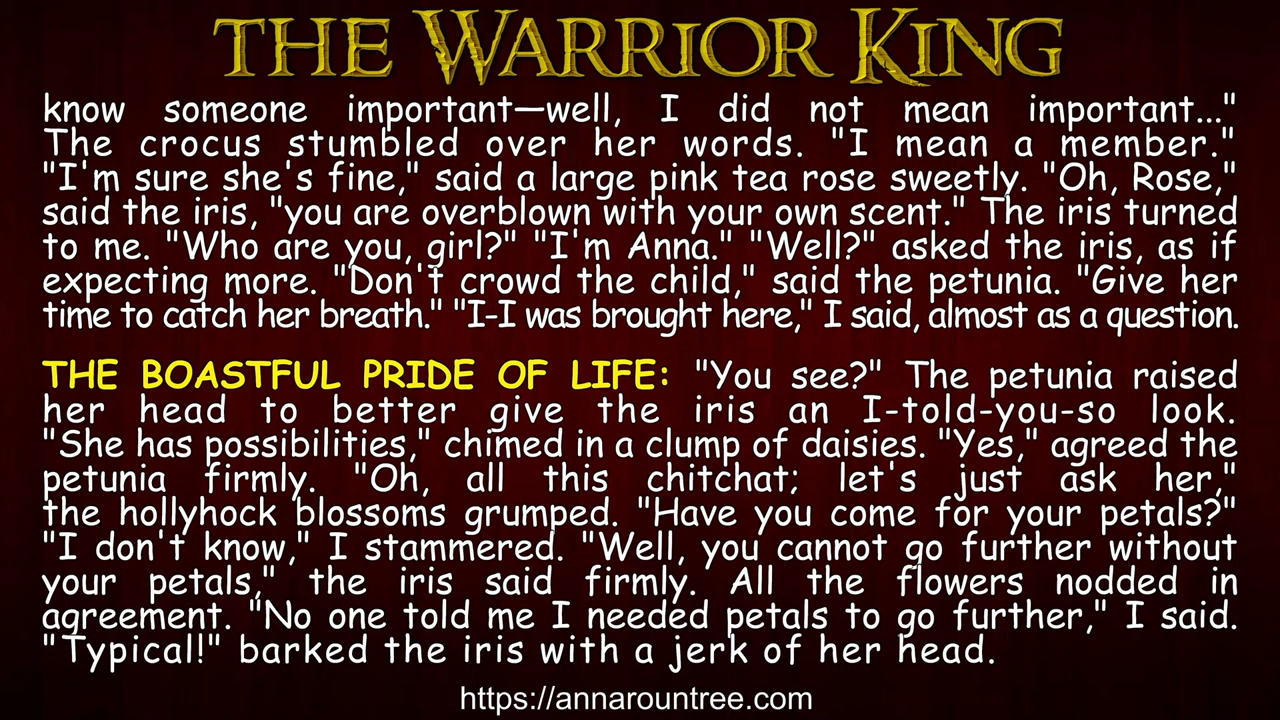 THE WARRIOR KING
know someone important—well, I did not mean important..."
The crocus stumbled over her words. "I mean a member."
"I'm sure she's fine," said a large pink tea rose sweetly. "Oh, Rose,"
said the iris, "you are overblown with your own scent." The iris turned
to me. "Who are you, girl?" "I'm Anna." "Well?" asked the iris, as if
expecting more. "Don't crowd the child," said the petunia. "Give her
time to catch her breath." "I-I was brought here," I said, almost as a question.
THE BOASTFUL PRIDE OF LIFE: "You see?" The petunia raised
her head to better give the iris an I-told-you-so look.
"She has possibilities," chimed in a clump of daisies. "Yes," agreed the
petunia firmly. "Oh, all this chitchat; let's just ask her,"
the hollyhock blossoms grumped. "Have you come for your petals?"
"I don't know," I stammered. "Well, you cannot go further without
your petals," the iris said firmly. All the flowers nodded in
agreement. "No one told me I needed petals to go further," I said.
"Typical!" barked the iris with a jerk of her head.
https://annarountree.com